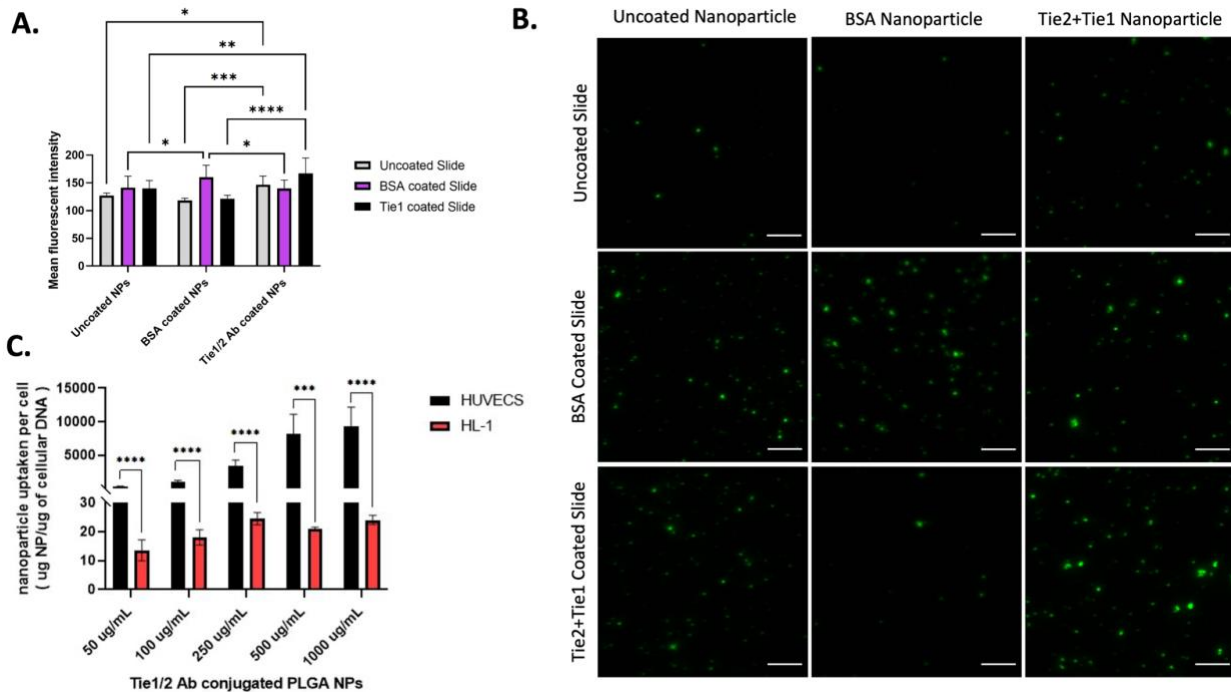 A.
*
**
***
****
*
*
Mean fluorescent intensity
200
150
100
50
0
Uncoated NPs
BSA coated NPs
Tie1/2 Ab coated NPs
Uncoated Slide
BSA coated Slide
Tie1 coated Slide
B.
Uncoated Nanoparticle
BSA Nanoparticle
Tie2+Tie1 Nanoparticle
Uncoated Slide
BSA Coated Slide
Tie2+Tie1 Coated Slide
C.
nanoparticle uptaken per cell
( ug NP/ug of cellular DNA )
15000
10000
5000
30
20
10
0
****
****
****
***
****
HUVECS
HL-1
50 ug/mL
100 ug/mL
250 ug/mL
500 ug/mL
1000 ug/mL
Tie1/2 Ab conjugated PLGA NPs